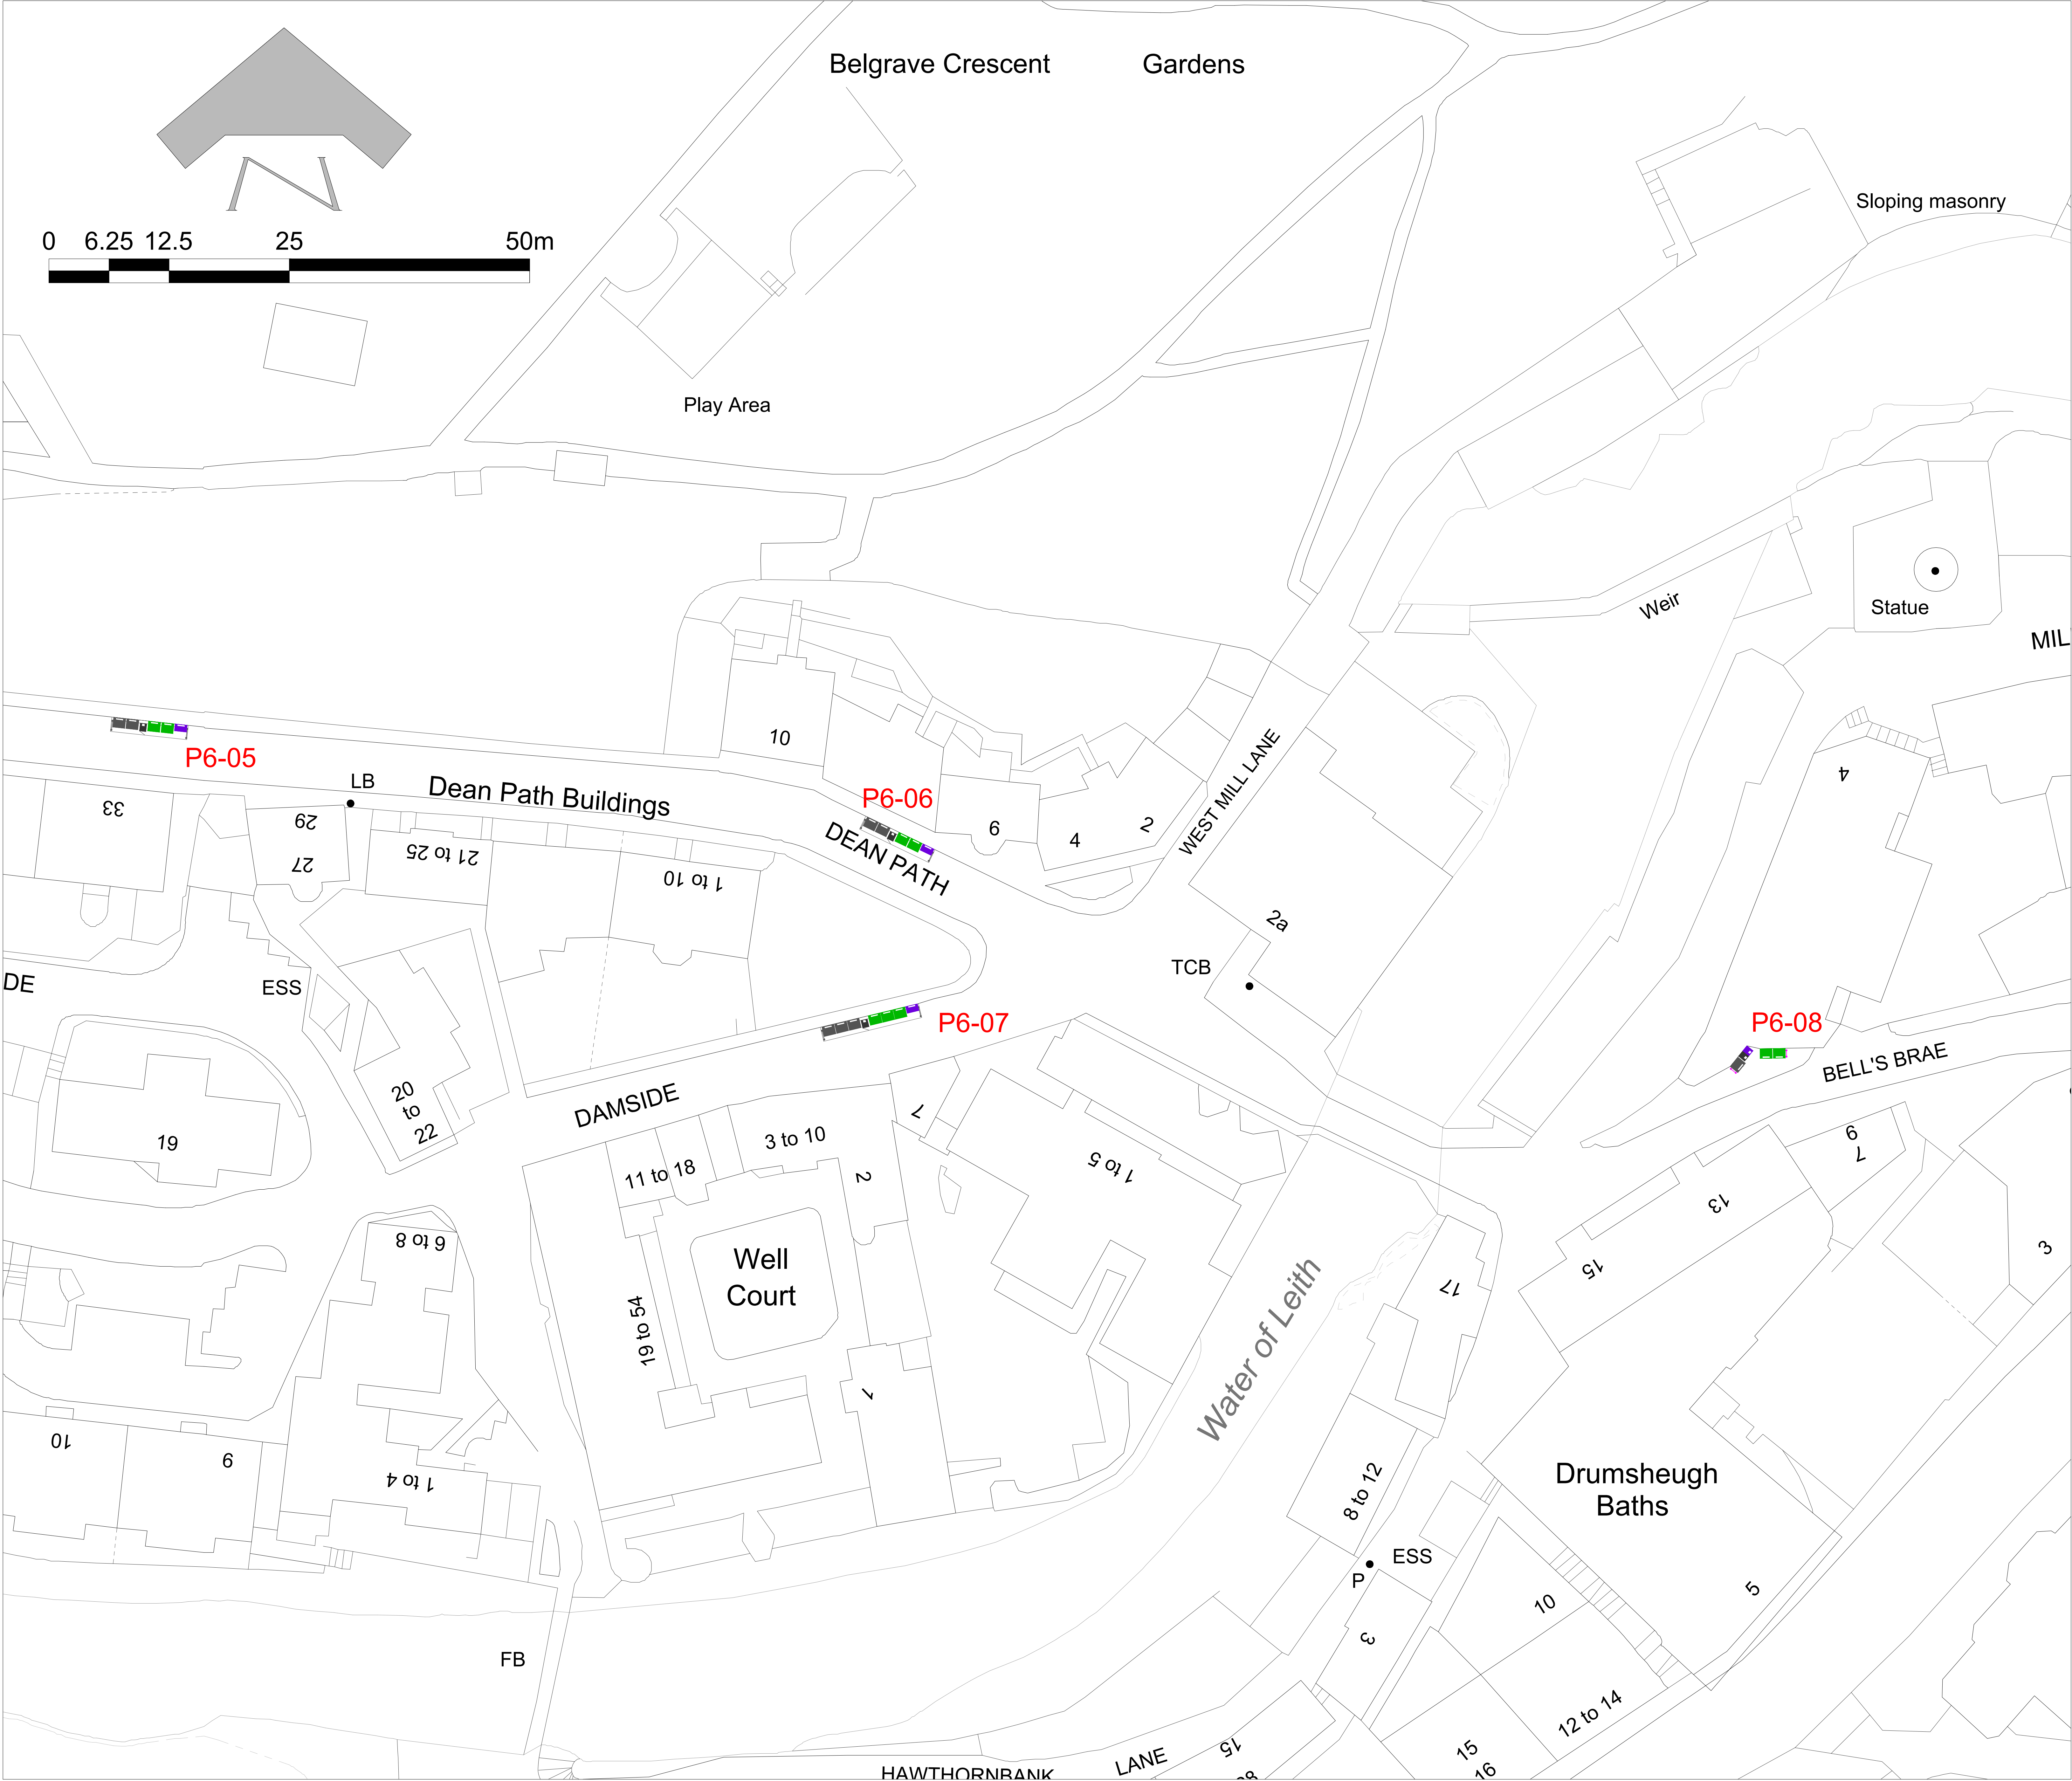 Belgrave Crescent Gardens
N
Sloping masonry
0 6.25 12.5 25 50m
Play Area
Weir
Statue
MIL
10
P6-05
LB
Dean Path Buildings
P6-06
WEST MILL LANE
4
33
29
27
21 to 25
1 to 10
DEAN PATH
6
4
2
2a
TCB
DE
ESS
P6-07
P6-08
BELL'S BRAE
20
to
22
19
DAMSIDE
7
3 to 10
11 to 18
2
1 to 5
9
7
13
15
3
6 to 8
Well
Court
19 to 54
17
Water of Leith
1
10
9
1 to 4
8 to 12
Drumsheugh
Baths
ESS
P
10
5
3
FB
12 to 14
15
16
15
HAWTHORNBANK LANE